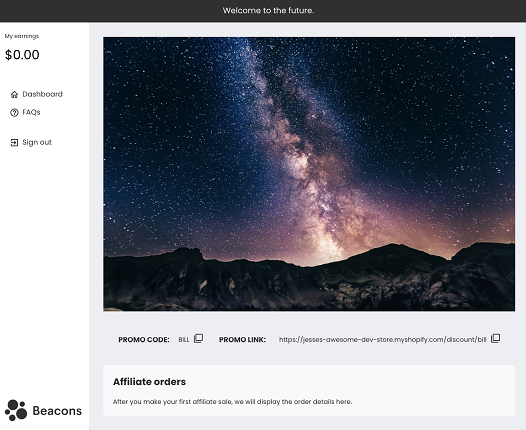 Welcome to the future.
My earnings
$0.00
Dashboard
FAQs
Sign out
PROMO CODE: BILL PROMO LINK: https://jesses-awesome-dev-store.myshopify.com/discount/bill
Affiliate orders
After you make your first affiliate sale, we will display the order details here.
Beacons